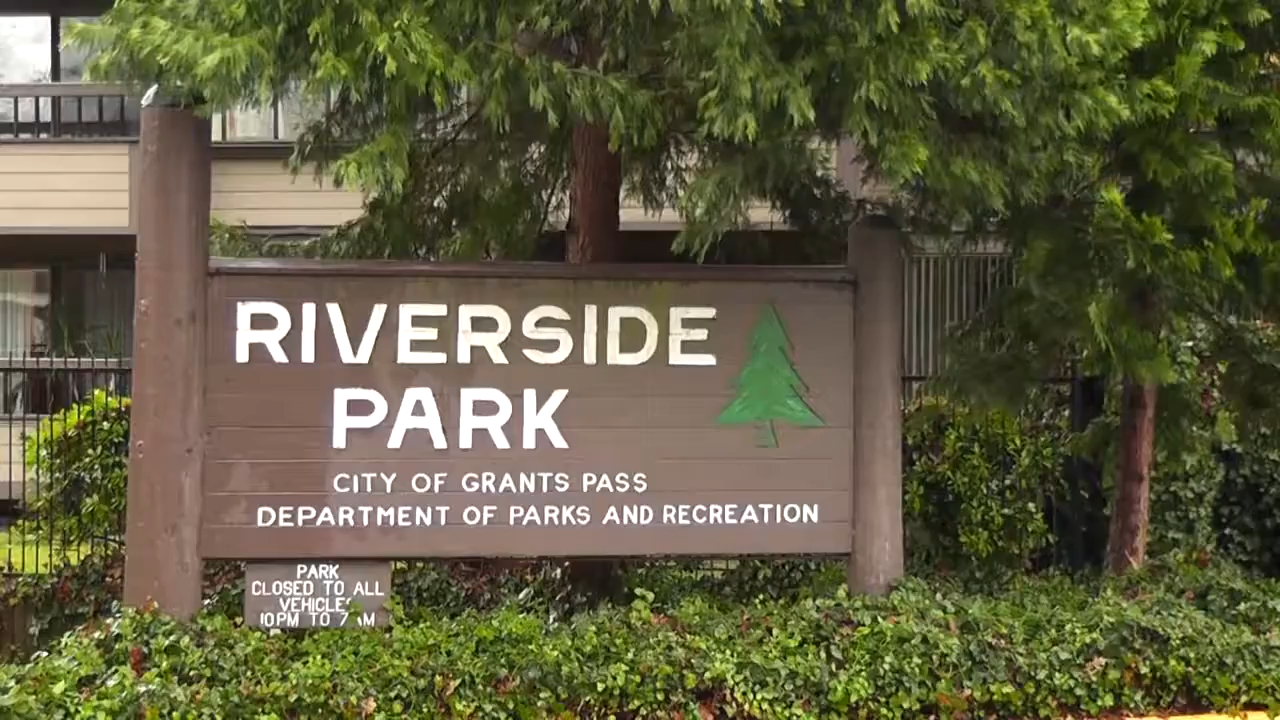 RIVERSIDE
PARK
CITY OF GRANTS PASS
DEPARTMENT OF PARKS AND RECREATION
PARK
CLOSED TO ALL
VEHICLES
10PM TO 7AM